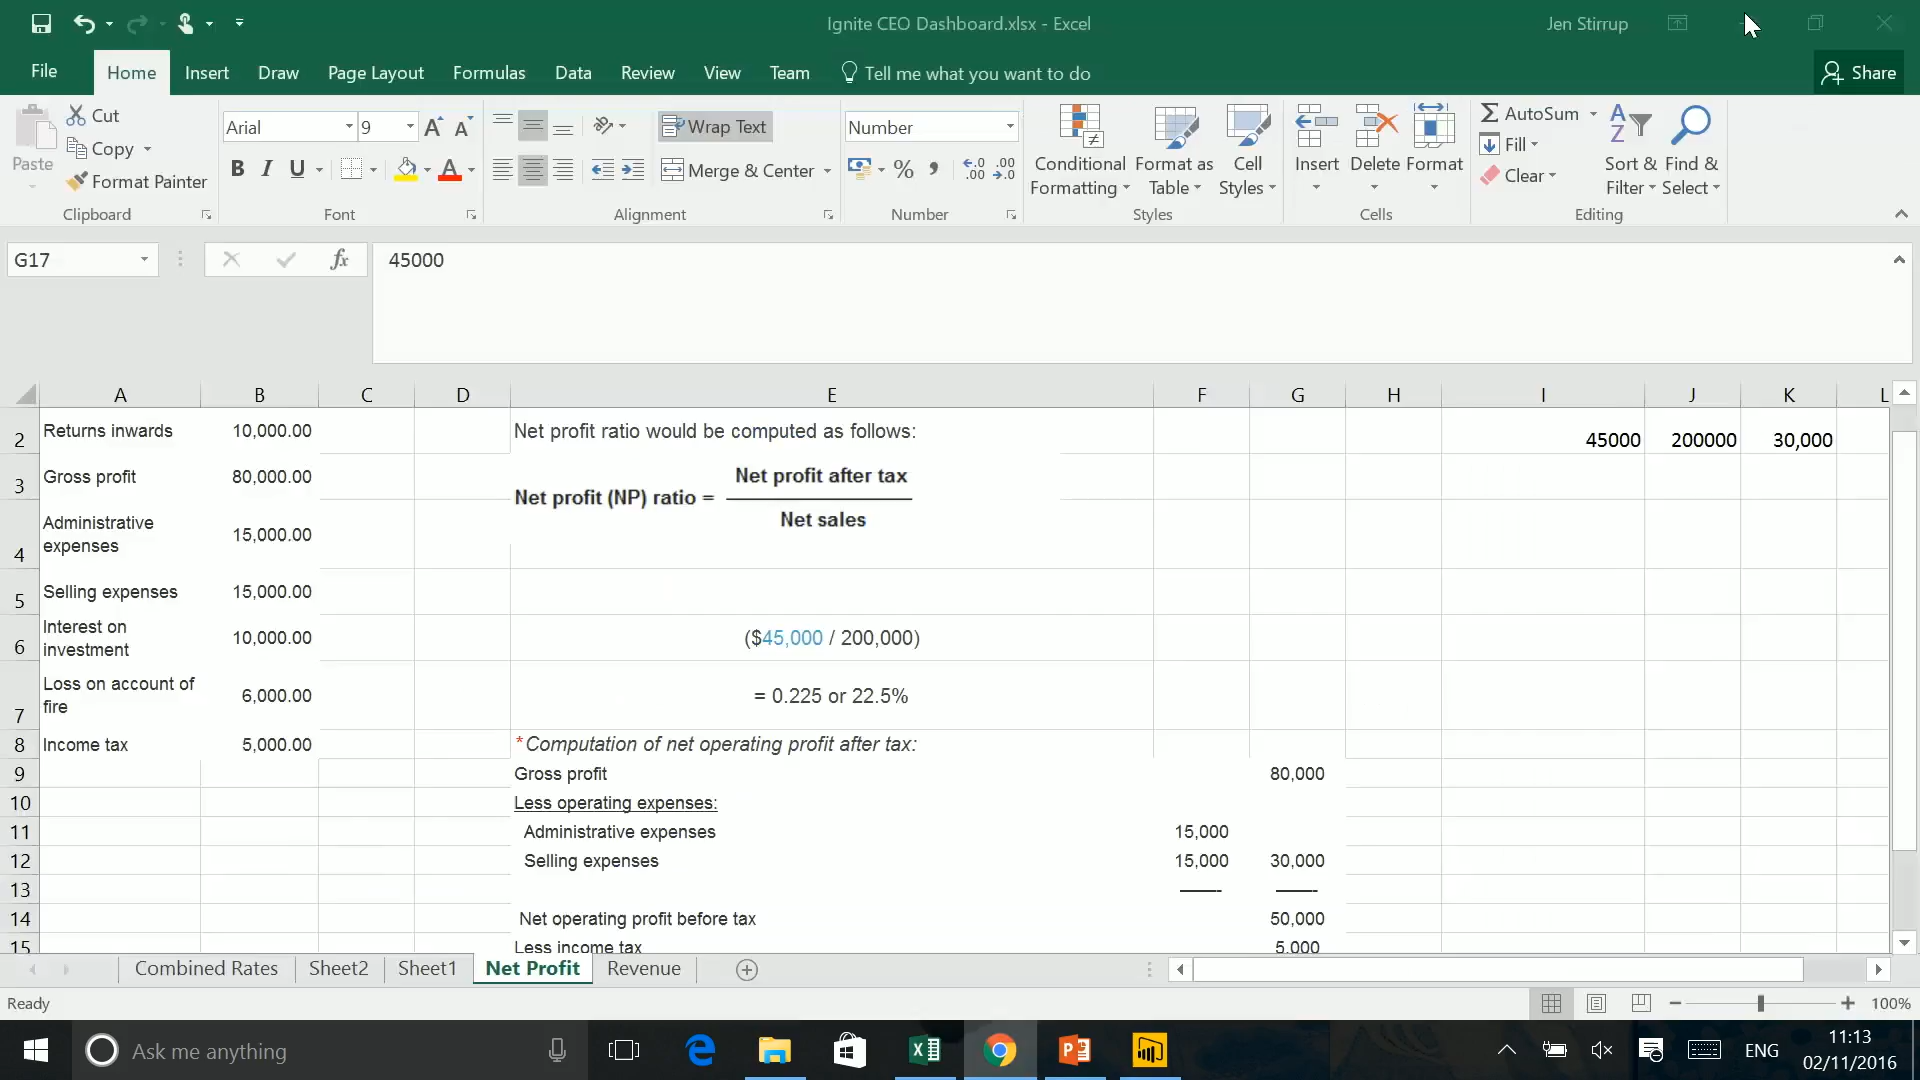 Ignite CEO Dashboard.xlsx - Excel
Jen Stirrup
File Home Insert Draw Page Layout Formulas Data Review View Team Tell me what you want to do Share
Paste
Cut
Copy
Format Painter
Clipboard
Arial 9
A A
B I U A
Font
Wrap Text
Merge & Center
Alignment
Number
% , .0 .00 .00 .0
Number
Conditional Formatting
Format as Table
Cell Styles
Styles
Insert Delete Format
Cells
AutoSum
Fill
Clear
Sort & Filter
Find & Select
Editing
G17 fx 45000
A B C D E F G H I J K L
2 Returns inwards 10,000.00 Net profit ratio would be computed as follows: 45000 200000 30,000
3 Gross profit 80,000.00 Net profit (NP) ratio = Net profit after tax
Net sales
4 Administrative expenses 15,000.00
5 Selling expenses 15,000.00
6 Interest on investment 10,000.00 ($45,000 / 200,000)
7 Loss on account of fire 6,000.00 = 0.225 or 22.5%
8 Income tax 5,000.00 *Computation of net operating profit after tax:
9 Gross profit 80,000
10 Less operating expenses:
11 Administrative expenses 15,000
12 Selling expenses 15,000 30,000
13
14 Net operating profit before tax 50,000
15 Less income tax 5,000
Combined Rates Sheet2 Sheet1 Net Profit Revenue
Ready 100%
Ask me anything
ENG
11:13
02/11/2016